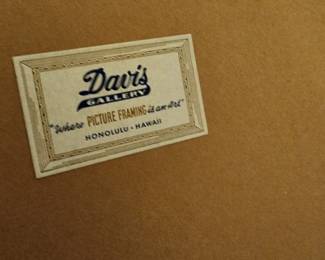 Davis
GALLERY
"Where PICTURE FRAMING is an Art"
HONOLULU - HAWAII